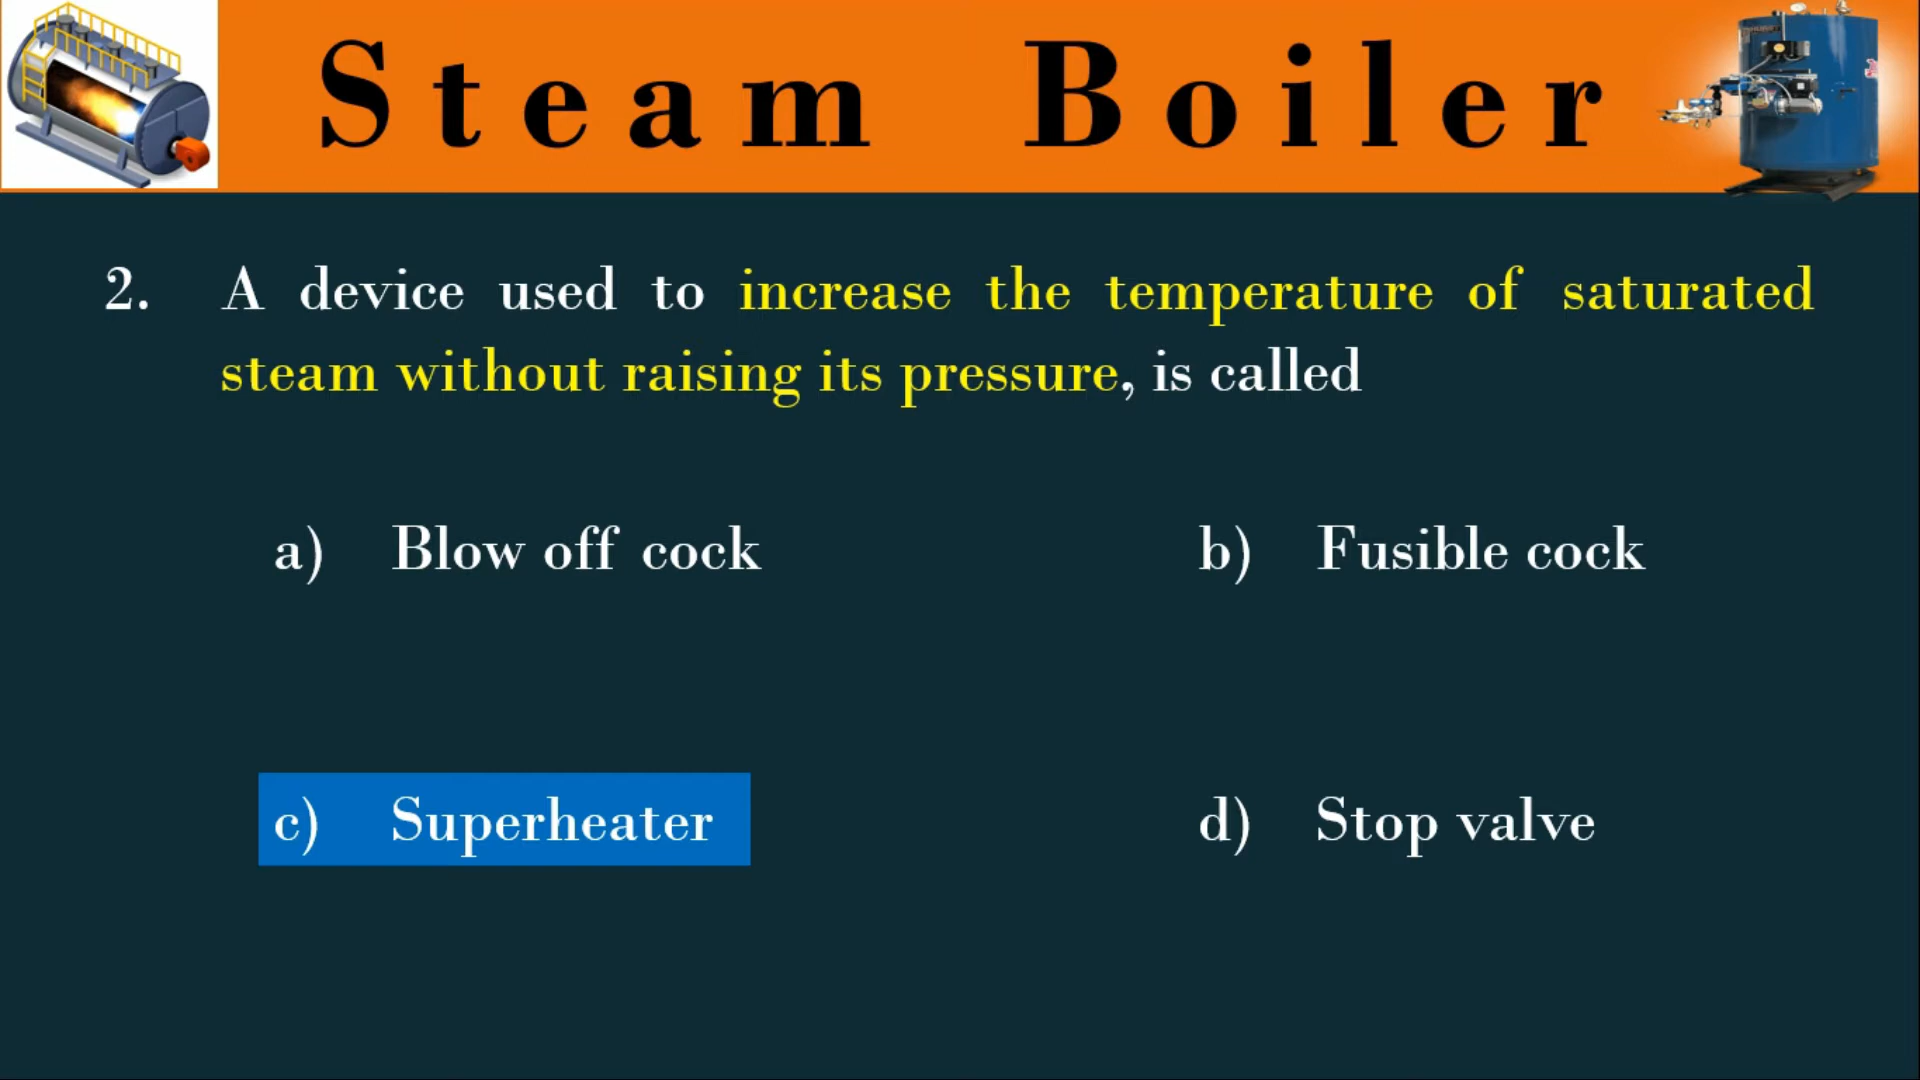 Steam Boiler
2. A device used to increase the temperature of saturated
steam without raising its pressure, is called
a) Blow off cock
b) Fusible cock
c) Superheater
d) Stop valve